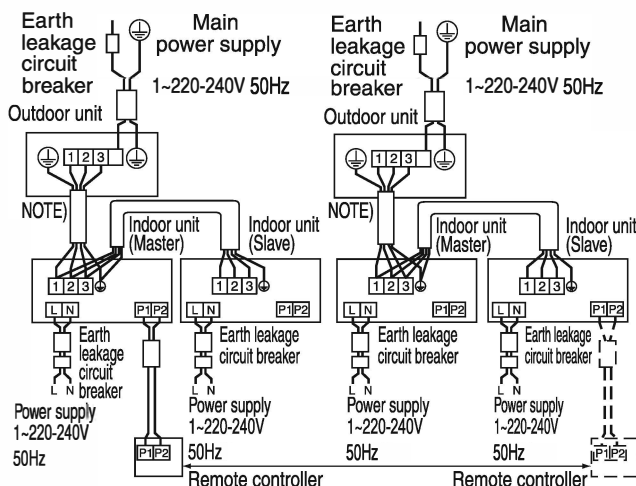 Earth
leakage
circuit
breaker
Main
power supply
1~220-240V 50Hz
Outdoor unit
1 2 3
NOTE)
Indoor unit
(Master)
Indoor unit
(Slave)
1 2 3
1 2 3
L N
P1 P2
L N
P1 P2
Earth
leakage
circuit
breaker
Earth leakage
circuit breaker
L N
L N
Power supply
1~220-240V
50Hz
Power supply
1~220-240V
50Hz
P1 P2
Remote controller
Earth
leakage
circuit
breaker
Main
power supply
1~220-240V 50Hz
Outdoor unit
1 2 3
NOTE)
Indoor unit
(Master)
Indoor unit
(Slave)
1 2 3
1 2 3
L N
P1 P2
L N
P1 P2
Earth leakage
circuit breaker
Earth leakage
circuit breaker
L N
L N
Power supply
1~220-240V
50Hz
Power supply
1~220-240V
50Hz
P1 P2
Remote controller